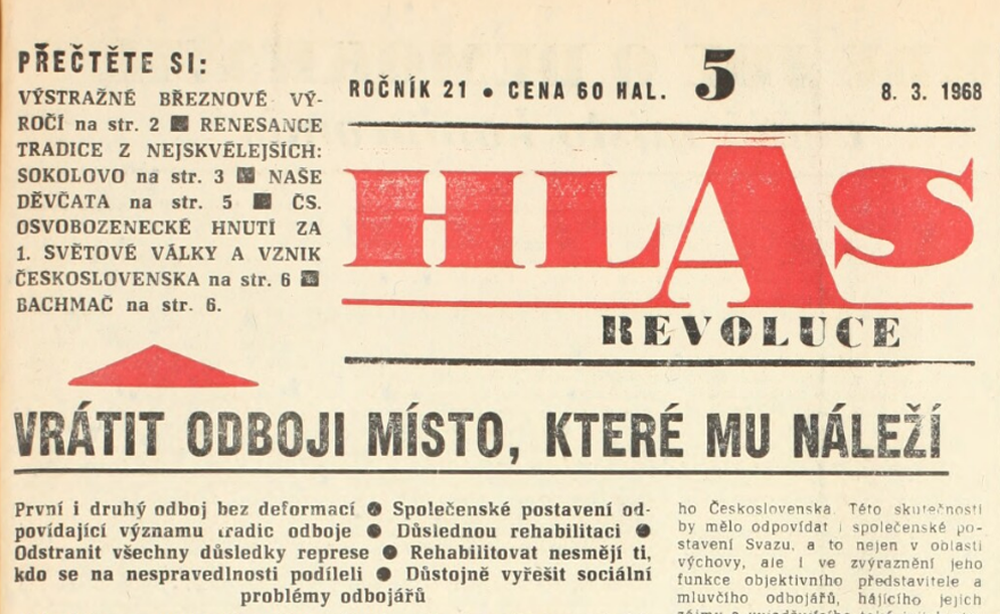 PŘEČTĚTE SI:
VÝSTRAŽNÉ BŘEZNOVÉ VÝ-
ROČÍ na str. 2 ■ RENESANCE
TRADICE Z NEJSKVĚLEJŠÍCH:
SOKOLOVO na str. 3 ■ NAŠE
DĚVČATA na str. 5 ■ ČS.
OSVOBOZENECKÉ HNUTÍ ZA
1. SVĚTOVÉ VÁLKY A VZNIK
ČESKOSLOVENSKA na str. 6 ■
BACHMAČ na str. 6.
ROČNÍK 21 ● CENA 60 HAL. 5 8. 3. 1968
HLAS
REVOLUCE
VRÁTIT ODBOJI MÍSTO, KTERÉ MU NÁLEŽÍ
První i druhý odboj bez deformací ● Společenské postavení od-
povídající významu tradic odboje ● Důslednou rehabilitaci ●
Odstranit všechny důsledky represe ● Rehabilitovat nesmějí ti,
kdo se na nespravedlnosti podíleli ● Důstojně vyřešit sociální
problémy odbojářů
ho Československa. Této skutečnosti
by mělo odpovídat i společenské po-
stavení Svazu, a to nejen v oblasti
výchovy, ale i ve zvýraznění jeho
funkce objektivního představitele a
mluvčího odbojářů, hájícího jejich